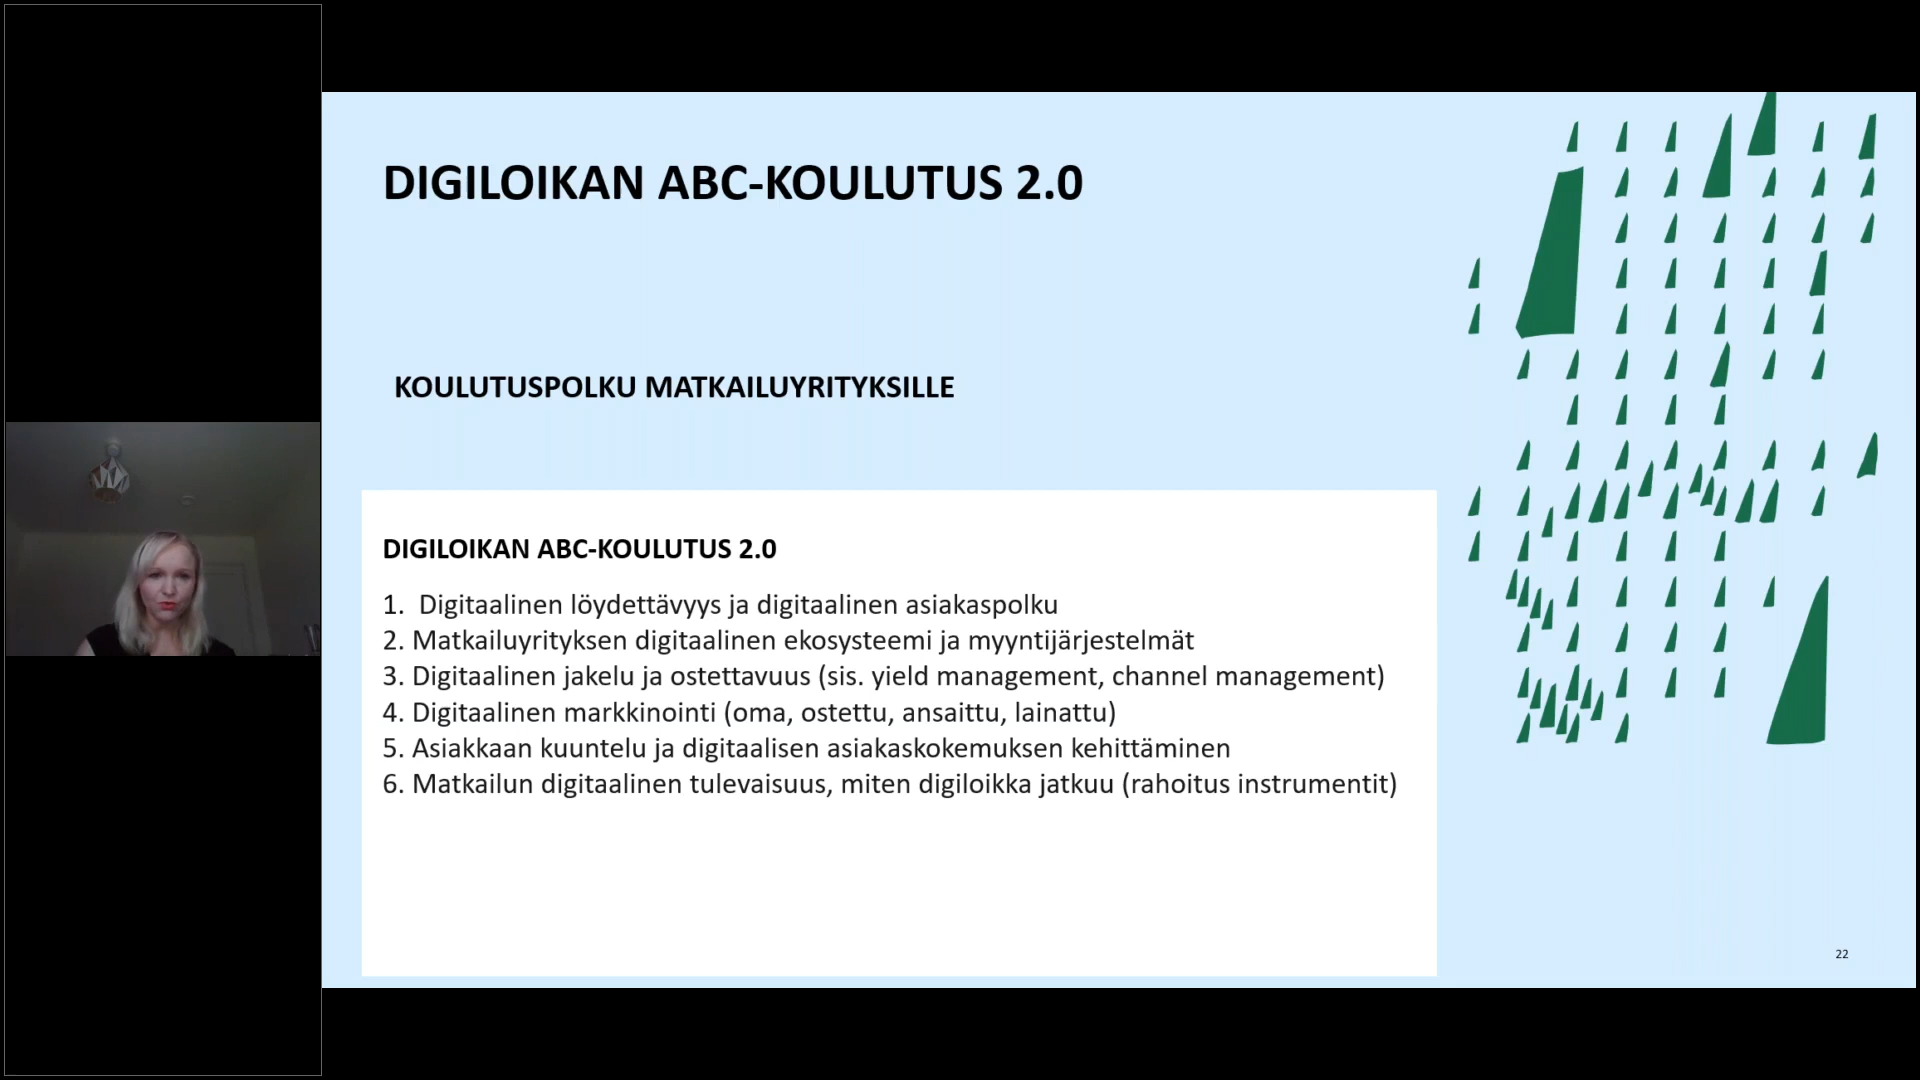 DIGILOIKAN ABC-KOULUTUS 2.0
KOULUTUSPOLKU MATKAILUYRITYKSILLE
DIGILOIKAN ABC-KOULUTUS 2.0
1. Digitaalinen löydettävyys ja digitaalinen asiakaspolku
2. Matkailuyrityksen digitaalinen ekosysteemi ja myyntijärjestelmät
3. Digitaalinen jakelu ja ostettavuus (sis. yield management, channel management)
4. Digitaalinen markkinointi (oma, ostettu, ansaittu, lainattu)
5. Asiakkaan kuuntelu ja digitaalisen asiakaskokemuksen kehittäminen
6. Matkailun digitaalinen tulevaisuus, miten digiloikka jatkuu (rahoitus instrumentit)
22